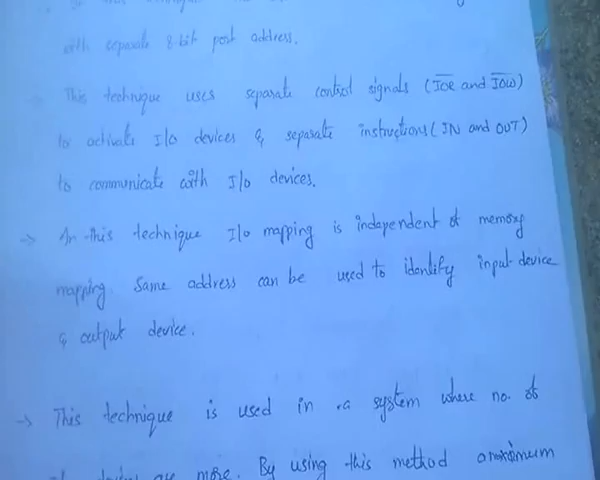 with separate 8-bit port address.
This technique uses separate control signals (I̅O̅R̅ and I̅O̅W̅)
to activate I/o devices & separate instructions (IN and OUT)
to communicate with I/o devices.
→ In this technique I/o mapping is independent of memory
mapping. Same address can be used to identify input device
& output device.
→ This technique is used in a system where no. of
are more. By using this method maximum